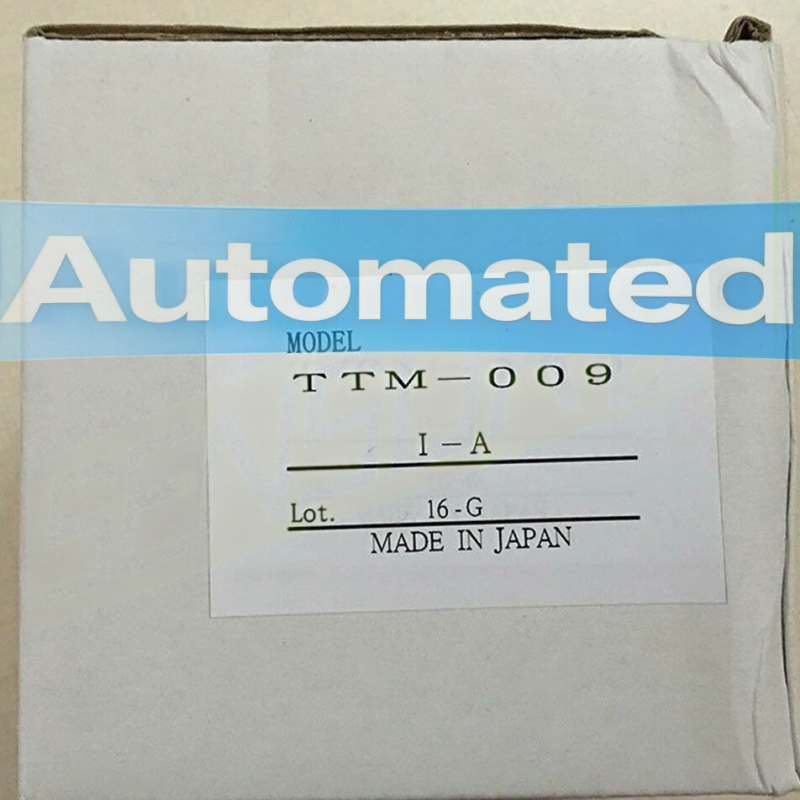 Automated
MODEL
TTM-009
I-A
Lot. 16-G
MADE IN JAPAN